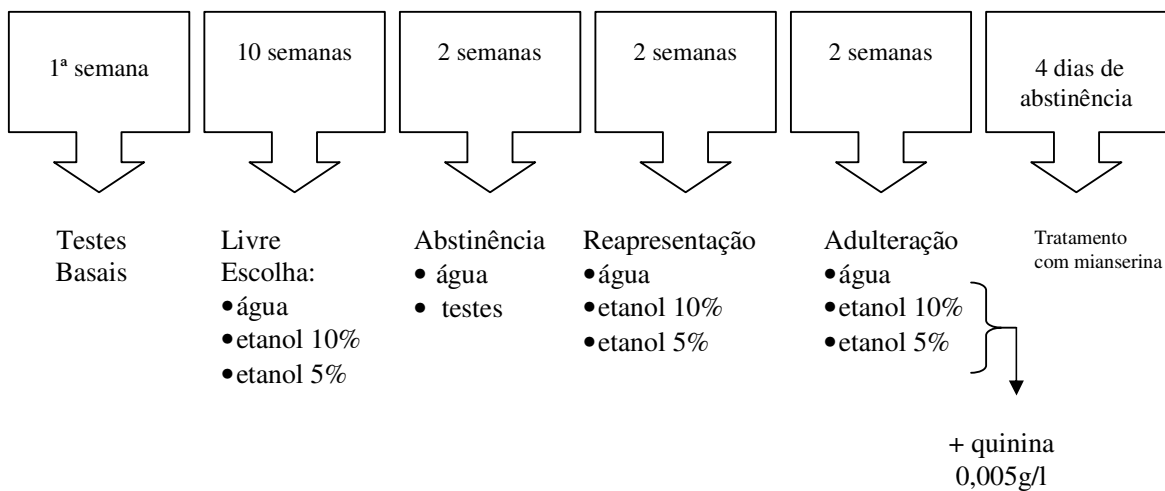 1ª semana
10 semanas
2 semanas
2 semanas
2 semanas
4 dias de
abstinência
Testes
Basais
Livre
Escolha:
•água
•etanol 10%
•etanol 5%
Abstinência
• água
• testes
Reapresentação
•água
•etanol 10%
•etanol 5%
Adulteração
•água
•etanol 10%
•etanol 5%
+ quinina
0,005g/l
Tratamento
com mianserina